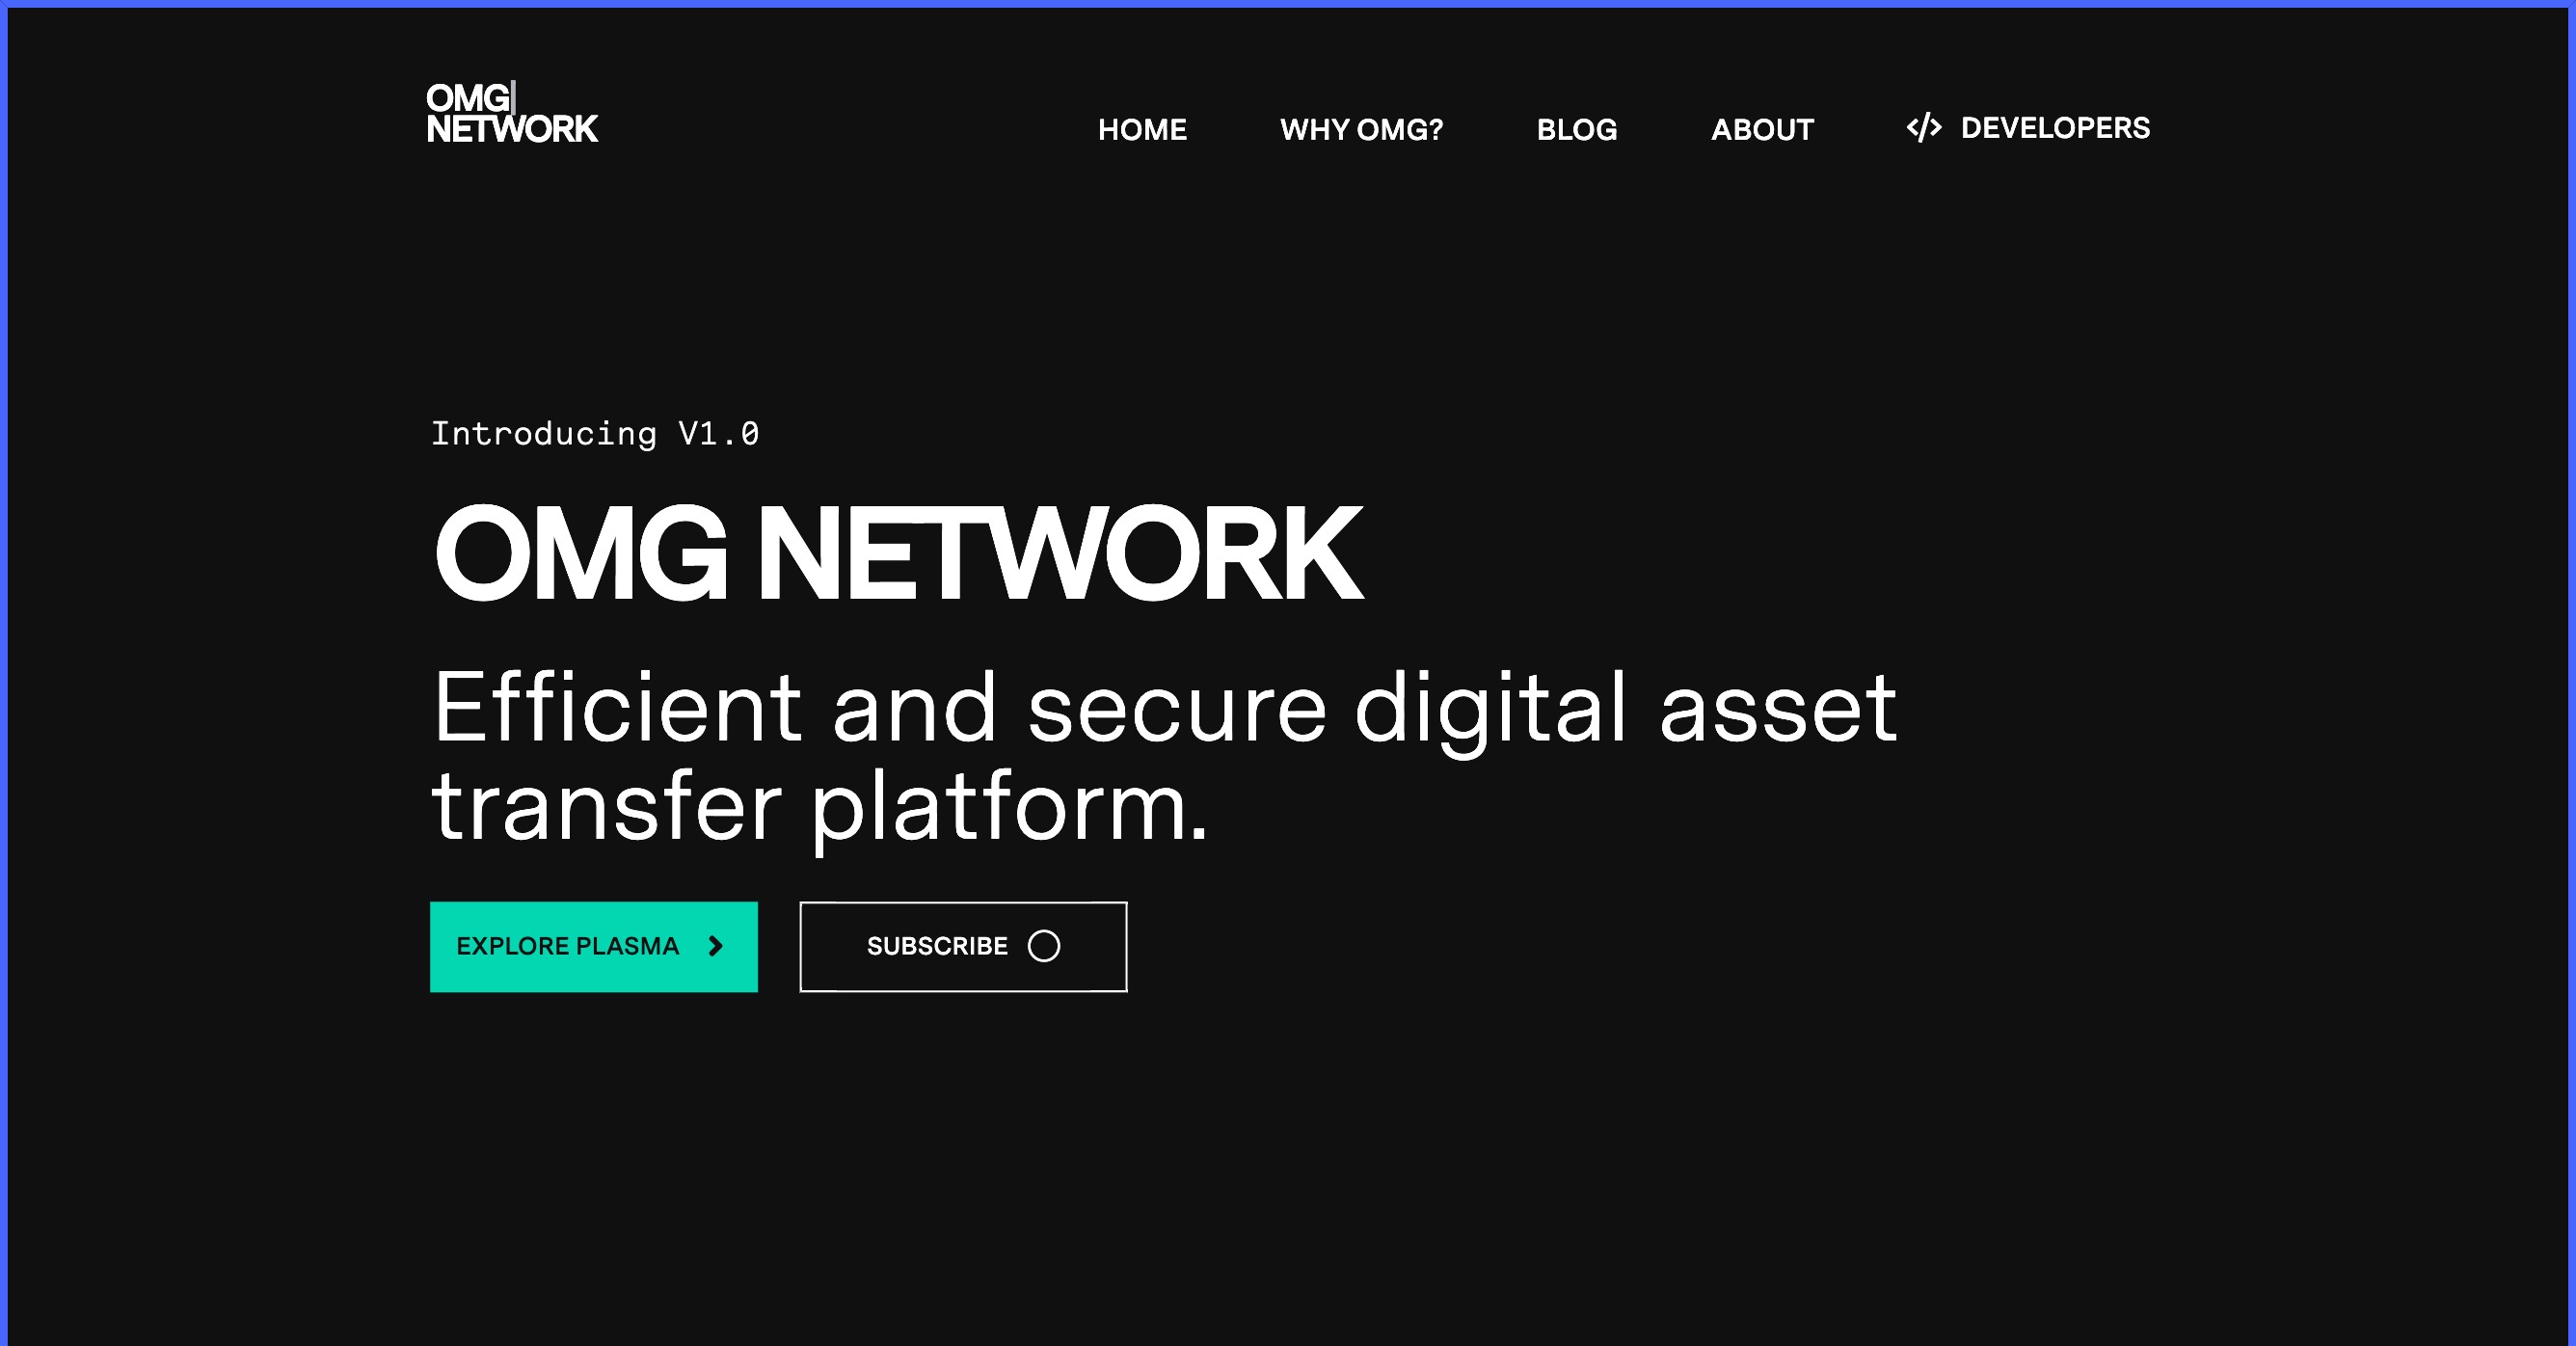 OMG
NETWORK
HOME
WHY OMG?
BLOG
ABOUT
</> DEVELOPERS
Introducing V1.0
OMG NETWORK
Efficient and secure digital asset
transfer platform.
EXPLORE PLASMA
SUBSCRIBE